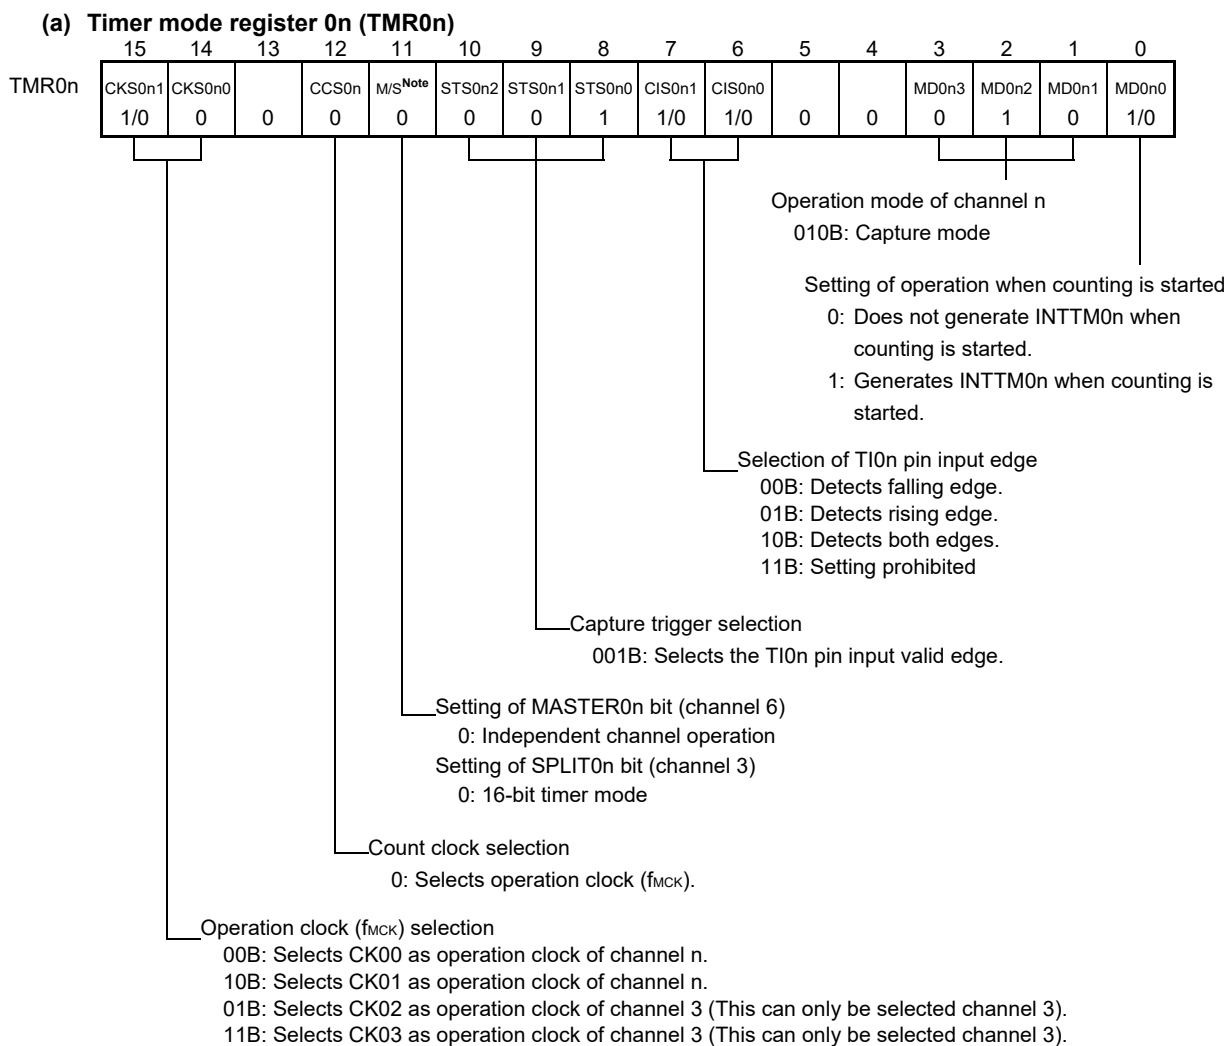 (a) Timer mode register 0n (TMR0n)
15 14 13 12 11 10 9 8 7 6 5 4 3 2 1 0
TMR0n CKS0n1 CKS0n0 CCS0n M/SNote STS0n2 STS0n1 STS0n0 CIS0n1 CIS0n0 MD0n3 MD0n2 MD0n1 MD0n0
1/0 0 0 0 0 0 0 1 1/0 1/0 0 0 0 1 0 1/0
Operation mode of channel n
010B: Capture mode
Setting of operation when counting is started
0: Does not generate INTTM0n when
counting is started.
1: Generates INTTM0n when counting is
started.
Selection of TI0n pin input edge
00B: Detects falling edge.
01B: Detects rising edge.
10B: Detects both edges.
11B: Setting prohibited
Capture trigger selection
001B: Selects the TI0n pin input valid edge.
Setting of MASTER0n bit (channel 6)
0: Independent channel operation
Setting of SPLIT0n bit (channel 3)
0: 16-bit timer mode
Count clock selection
0: Selects operation clock (fMCK).
Operation clock (fMCK) selection
00B: Selects CK00 as operation clock of channel n.
10B: Selects CK01 as operation clock of channel n.
01B: Selects CK02 as operation clock of channel 3 (This can only be selected channel 3).
11B: Selects CK03 as operation clock of channel 3 (This can only be selected channel 3).